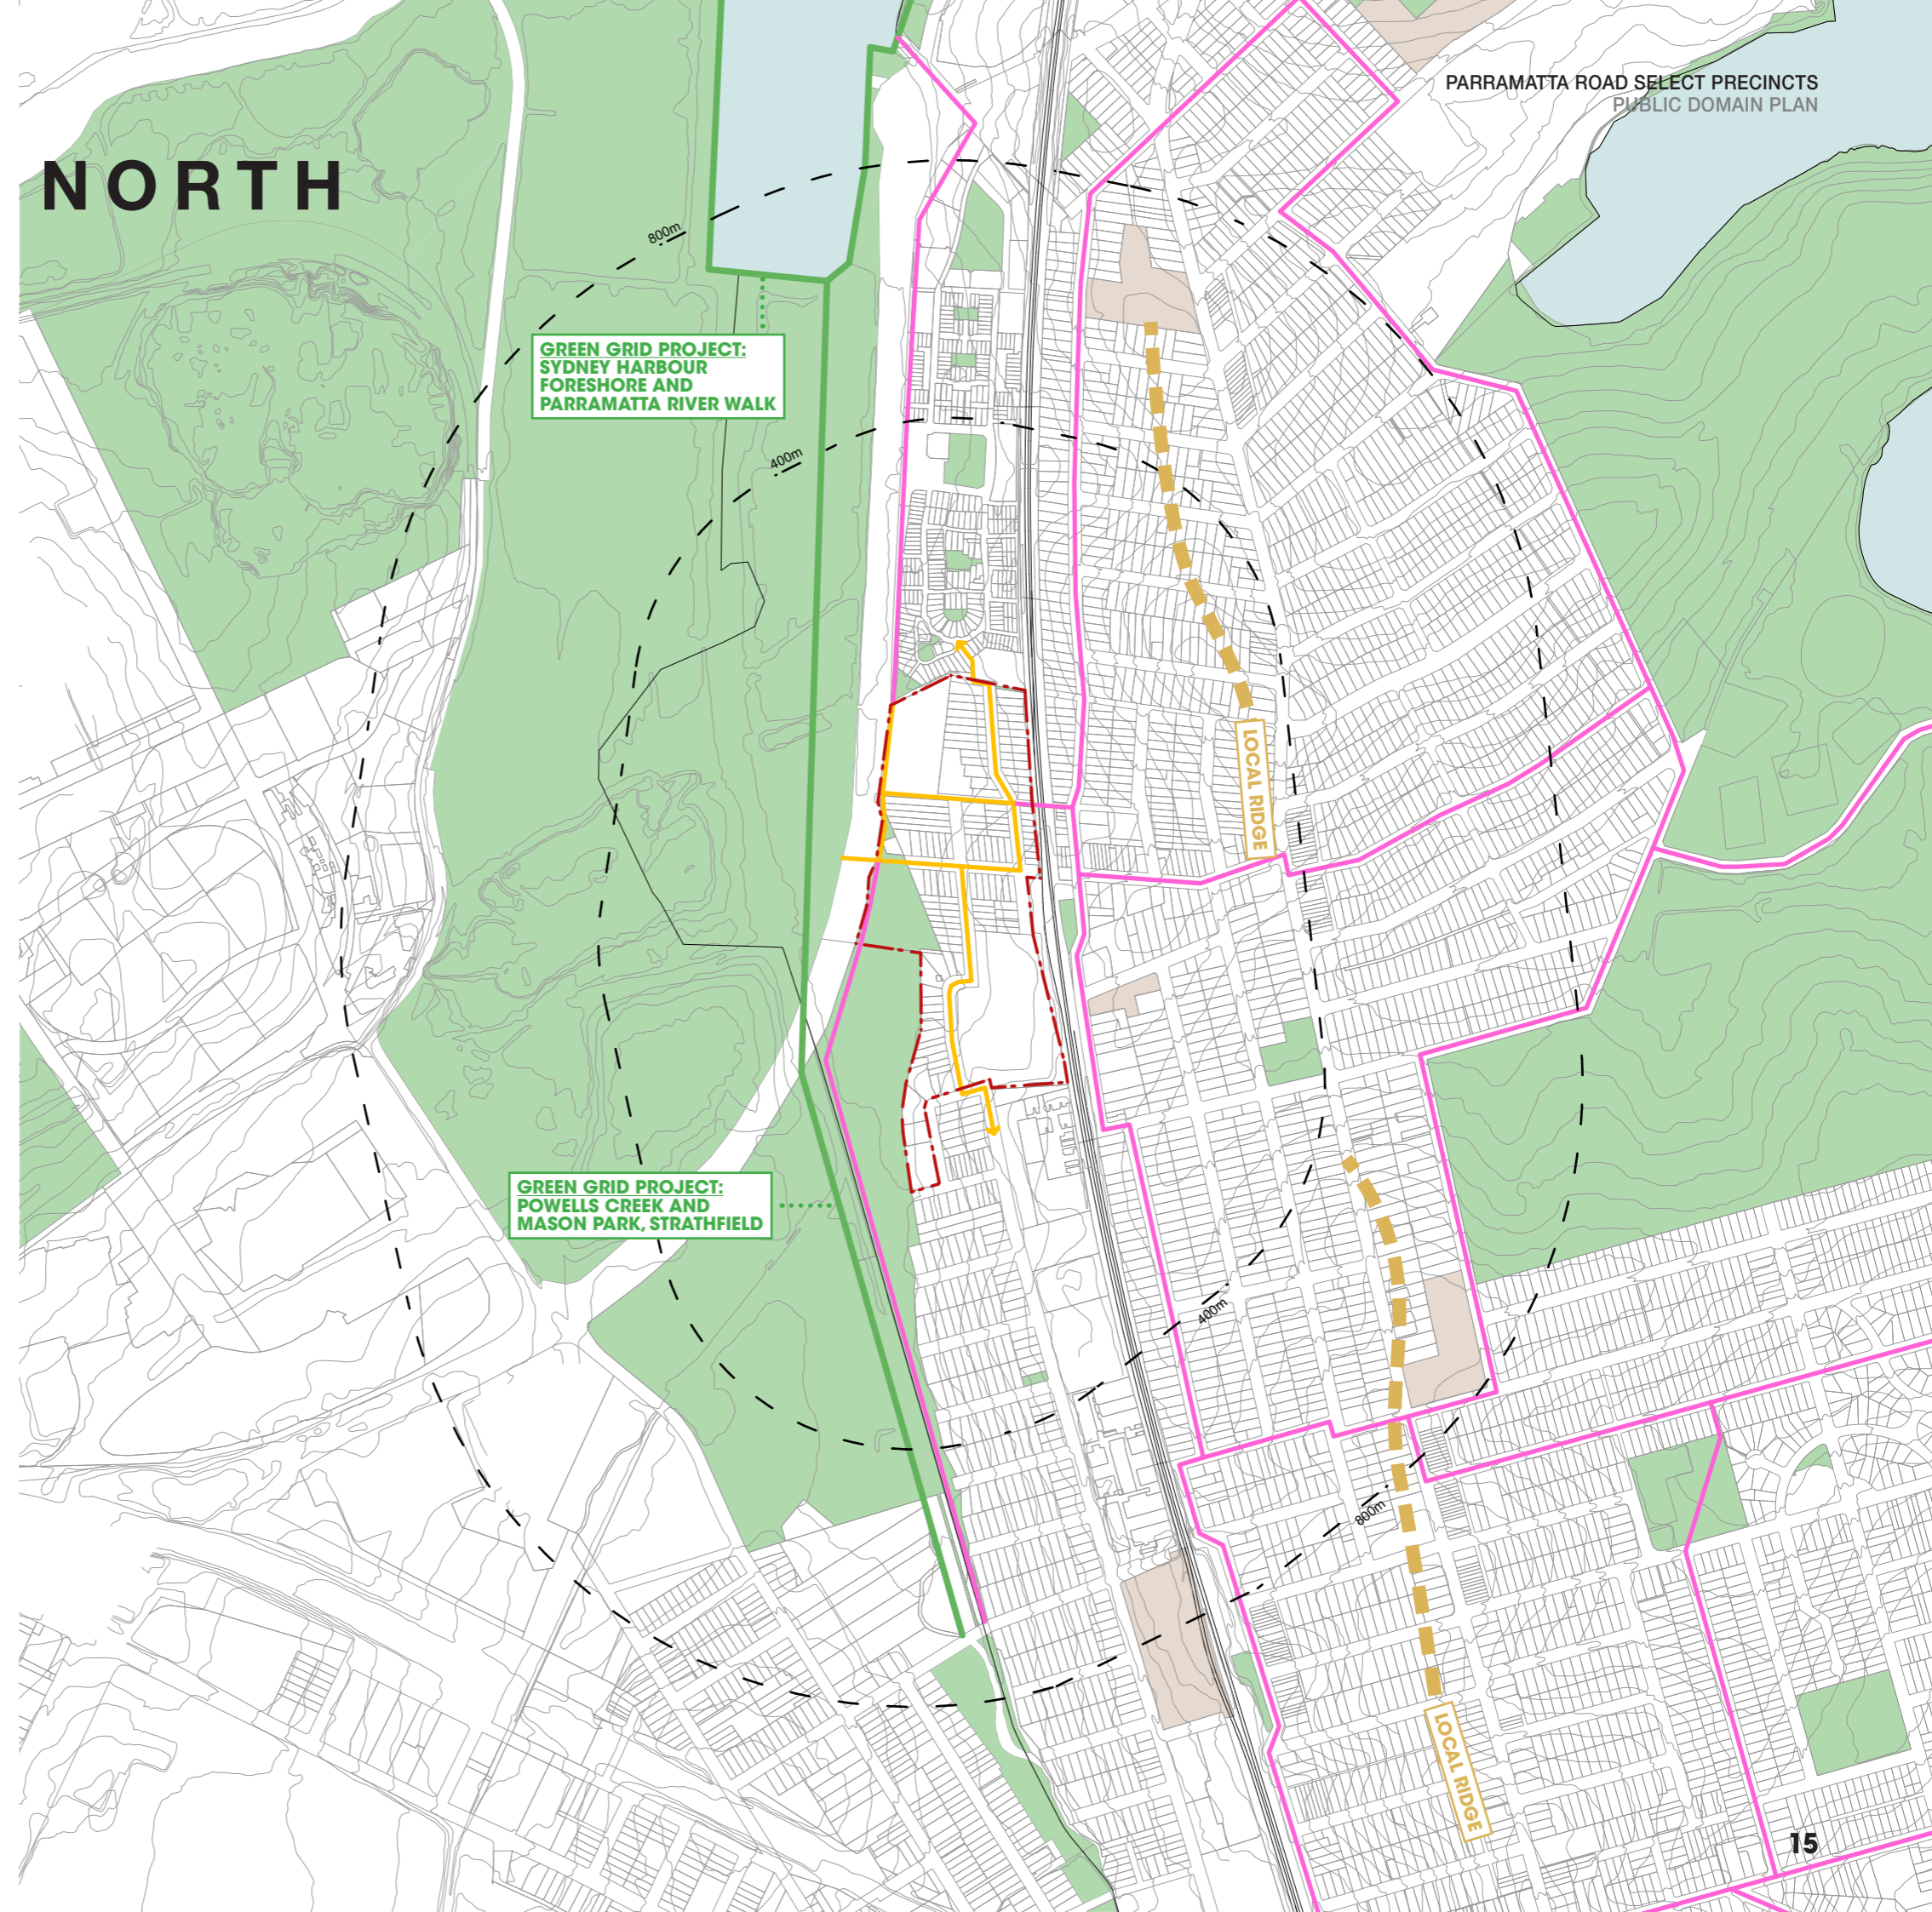 PARRAMATTA ROAD SELECT PRECINCTS
PUBLIC DOMAIN PLAN
NORTH
800m
GREEN GRID PROJECT:
SYDNEY HARBOUR
FORESHORE AND
PARRAMATTA RIVER WALK
400m
LOCAL RIDGE
GREEN GRID PROJECT:
POWELLS CREEK AND
MASON PARK, STRATHFIELD
400m
800m
LOCAL RIDGE
15